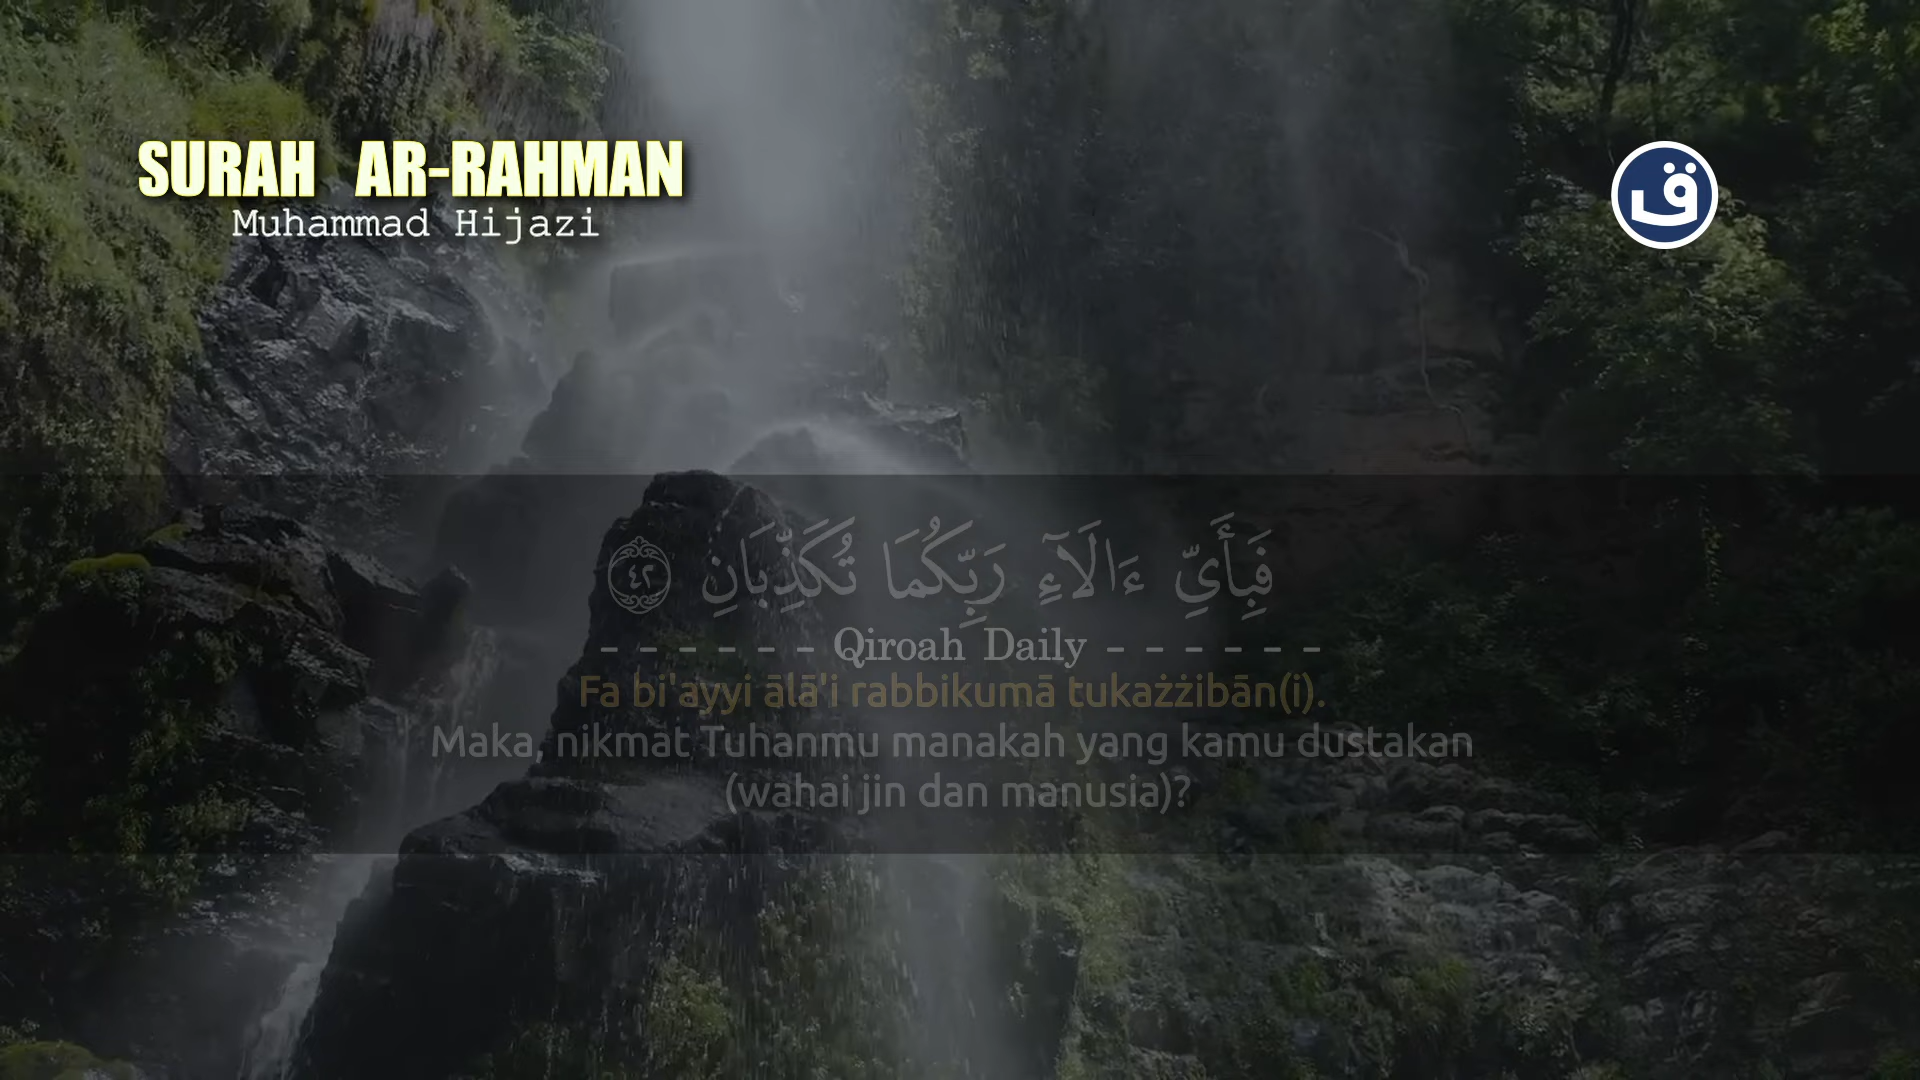 SURAH AR-RAHMAN
Muhammad Hijazi
ق
فَبِأَيِّ ءَالَآءِ رَبِّكُمَا تُكَذِّبَانِ ٤٢
- - - - - - Qiroah Daily - - - - - -
Fa bi'ayyi ālā'i rabbikumā tukażżibān(i).
Maka, nikmat Tuhanmu manakah yang kamu dustakan
(wahai jin dan manusia)?